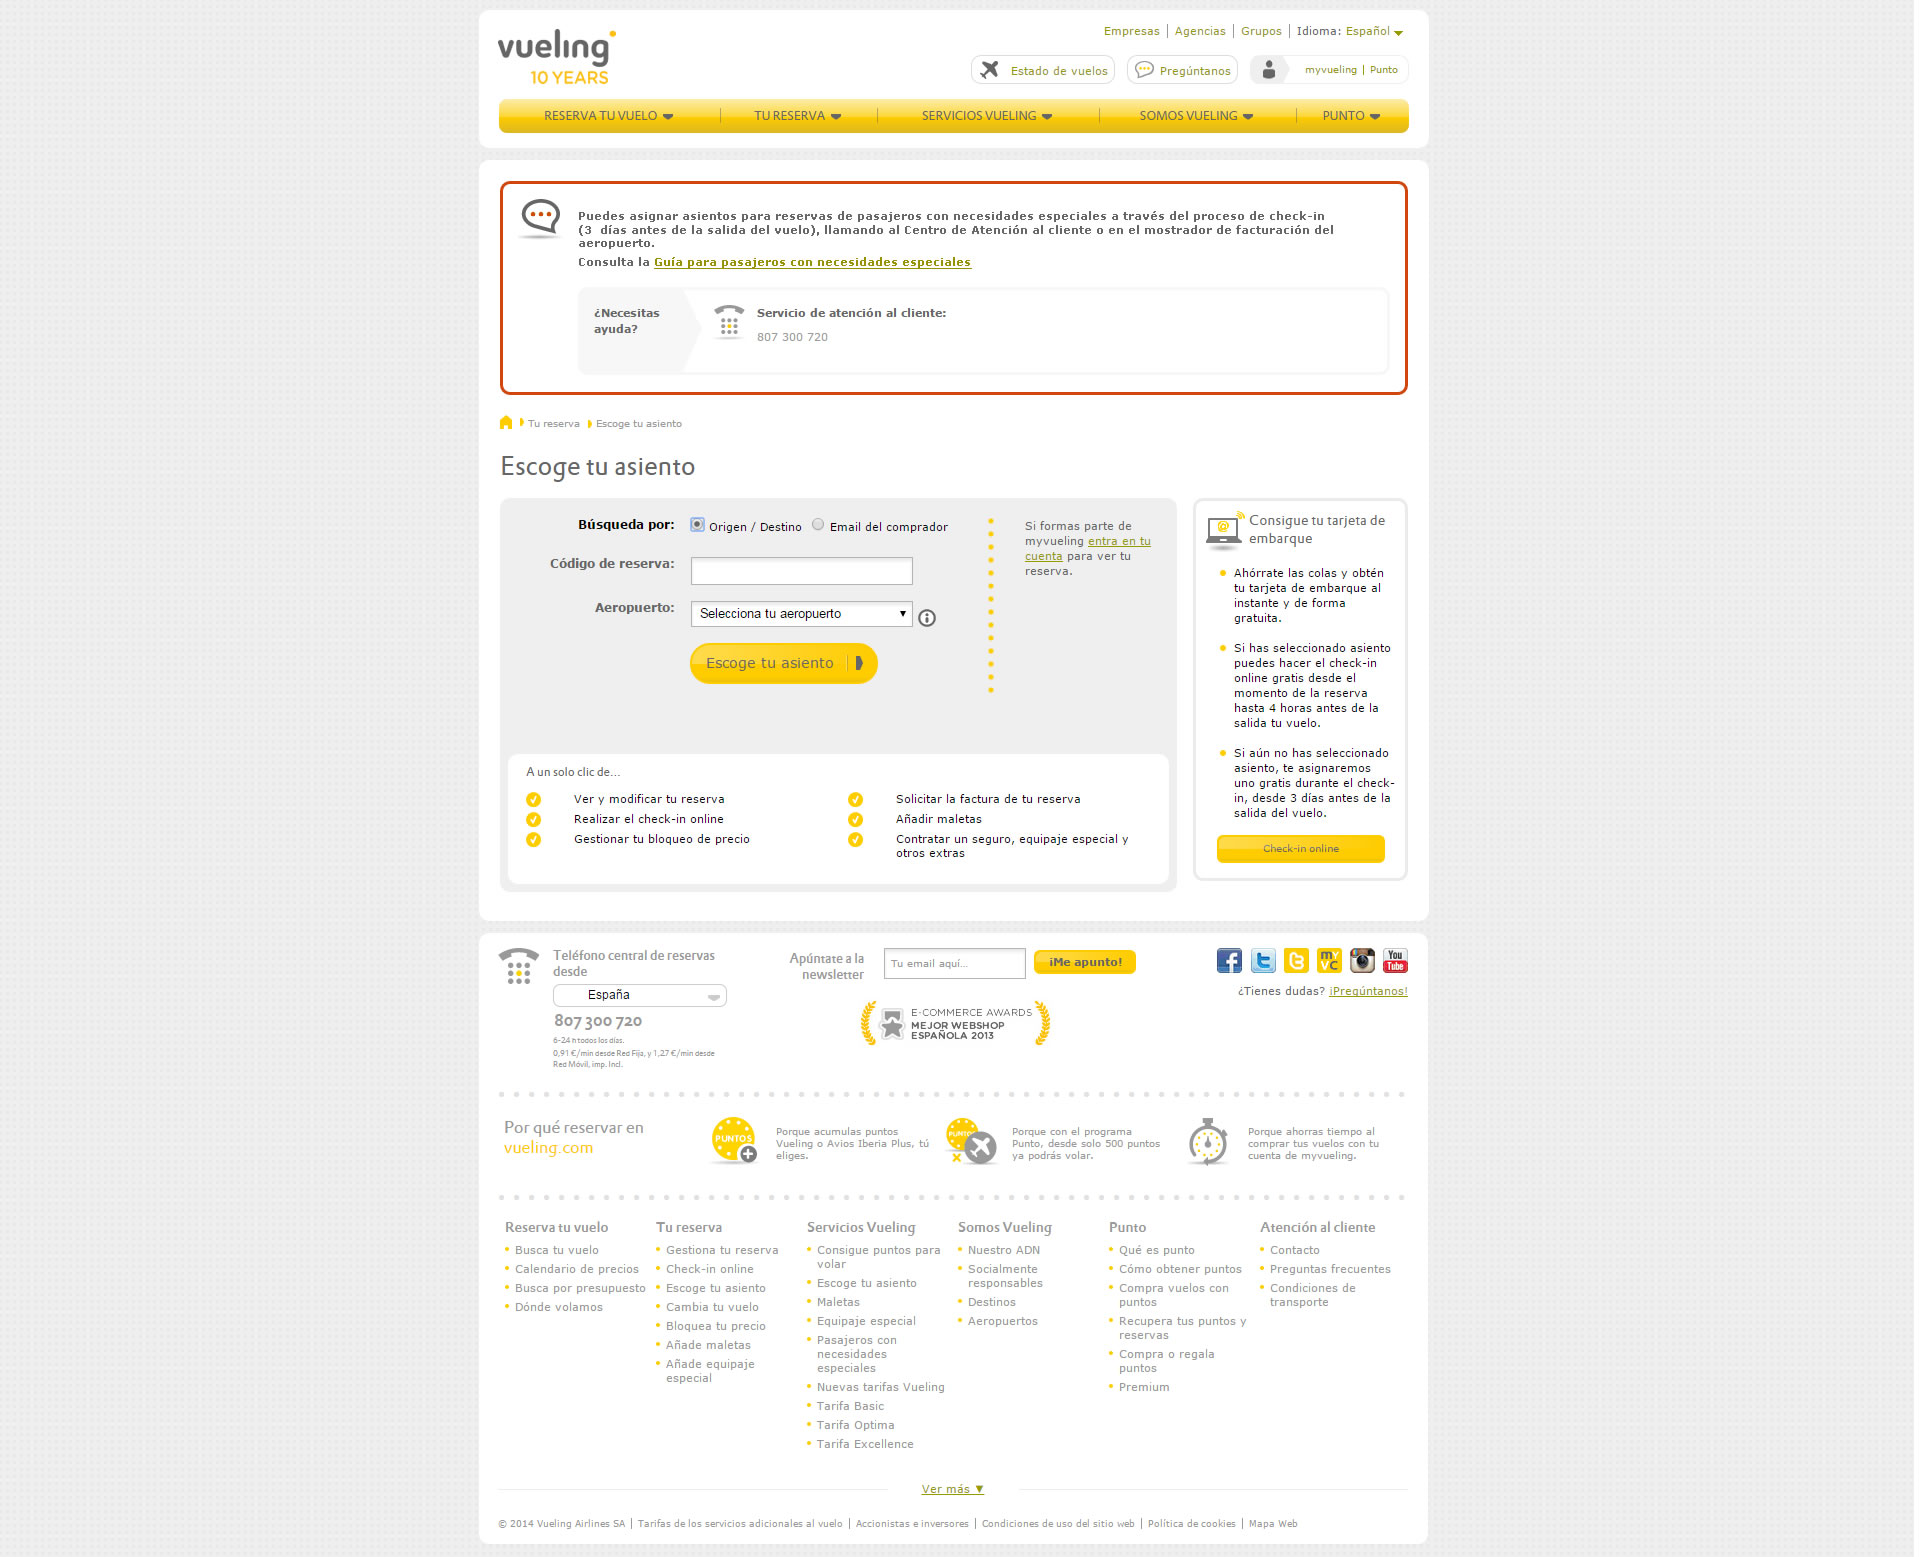 vueling
10 YEARS
Empresas | Agencias | Grupos | Idioma: Español
Estado de vuelos
Pregúntanos
myvueling | Punto
RESERVA TU VUELO
TU RESERVA
SERVICIOS VUELING
SOMOS VUELING
PUNTO
Puedes asignar asientos para reservas de pasajeros con necesidades especiales a través del proceso de check-in
(3 días antes de la salida del vuelo), llamando al Centro de Atención al cliente o en el mostrador de facturación del
aeropuerto.
Consulta la Guía para pasajeros con necesidades especiales
¿Necesitas
ayuda?
Servicio de atención al cliente:
807 300 720
Tu reserva
Escoge tu asiento
Escoge tu asiento
Búsqueda por:
Origen / Destino
Email del comprador
Código de reserva:
Aeropuerto:
Selecciona tu aeropuerto
Escoge tu asiento
Si formas parte de
myvueling entra en tu
cuenta para ver tu
reserva.
A un solo clic de...
Ver y modificar tu reserva
Realizar el check-in online
Gestionar tu bloqueo de precio
Solicitar la factura de tu reserva
Añadir maletas
Contratar un seguro, equipaje especial y
otros extras
Consigue tu tarjeta de
embarque
Ahórrate las colas y obtén
tu tarjeta de embarque al
instante y de forma
gratuita.
Si has seleccionado asiento
puedes hacer el check-in
online gratis desde el
momento de la reserva
hasta 4 horas antes de la
salida tu vuelo.
Si aún no has seleccionado
asiento, te asignaremos
uno gratis durante el check-
in, desde 3 días antes de la
salida del vuelo.
Check-in online
Teléfono central de reservas
desde
España
807 300 720
6-24 h todos los días.
0,91 €/min desde Red Fija, y 1,27 €/min desde
Red Móvil, imp. Incl.
Apúntate a la
newsletter
Tu email aquí...
¡Me apunto!
E-COMMERCE AWARDS
MEJOR WEBSHOP
ESPAÑOLA 2013
my
vc
You
Tube
¿Tienes dudas? ¡Pregúntanos!
Por qué reservar en
vueling.com
PUNTOS
Porque acumulas puntos
Vueling o Avios Iberia Plus, tú
eliges.
PUNTOS
Porque con el programa
Punto, desde solo 500 puntos
ya podrás volar.
Porque ahorras tiempo al
comprar tus vuelos con tu
cuenta de myvueling.
Reserva tu vuelo
Busca tu vuelo
Calendario de precios
Busca por presupuesto
Dónde volamos
Tu reserva
Gestiona tu reserva
Check-in online
Escoge tu asiento
Cambia tu vuelo
Bloquea tu precio
Añade maletas
Añade equipaje
especial
Servicios Vueling
Consigue puntos para
volar
Escoge tu asiento
Maletas
Equipaje especial
Pasajeros con
necesidades
especiales
Nuevas tarifas Vueling
Tarifa Basic
Tarifa Optima
Tarifa Excellence
Somos Vueling
Nuestro ADN
Socialmente
responsables
Destinos
Aeropuertos
Punto
Qué es punto
Cómo obtener puntos
Compra vuelos con
puntos
Recupera tus puntos y
reservas
Compra o regala
puntos
Premium
Atención al cliente
Contacto
Preguntas frecuentes
Condiciones de
transporte
Ver más ▼
© 2014 Vueling Airlines SA | Tarifas de los servicios adicionales al vuelo | Accionistas e inversores | Condiciones de uso del sitio web | Política de cookies | Mapa Web